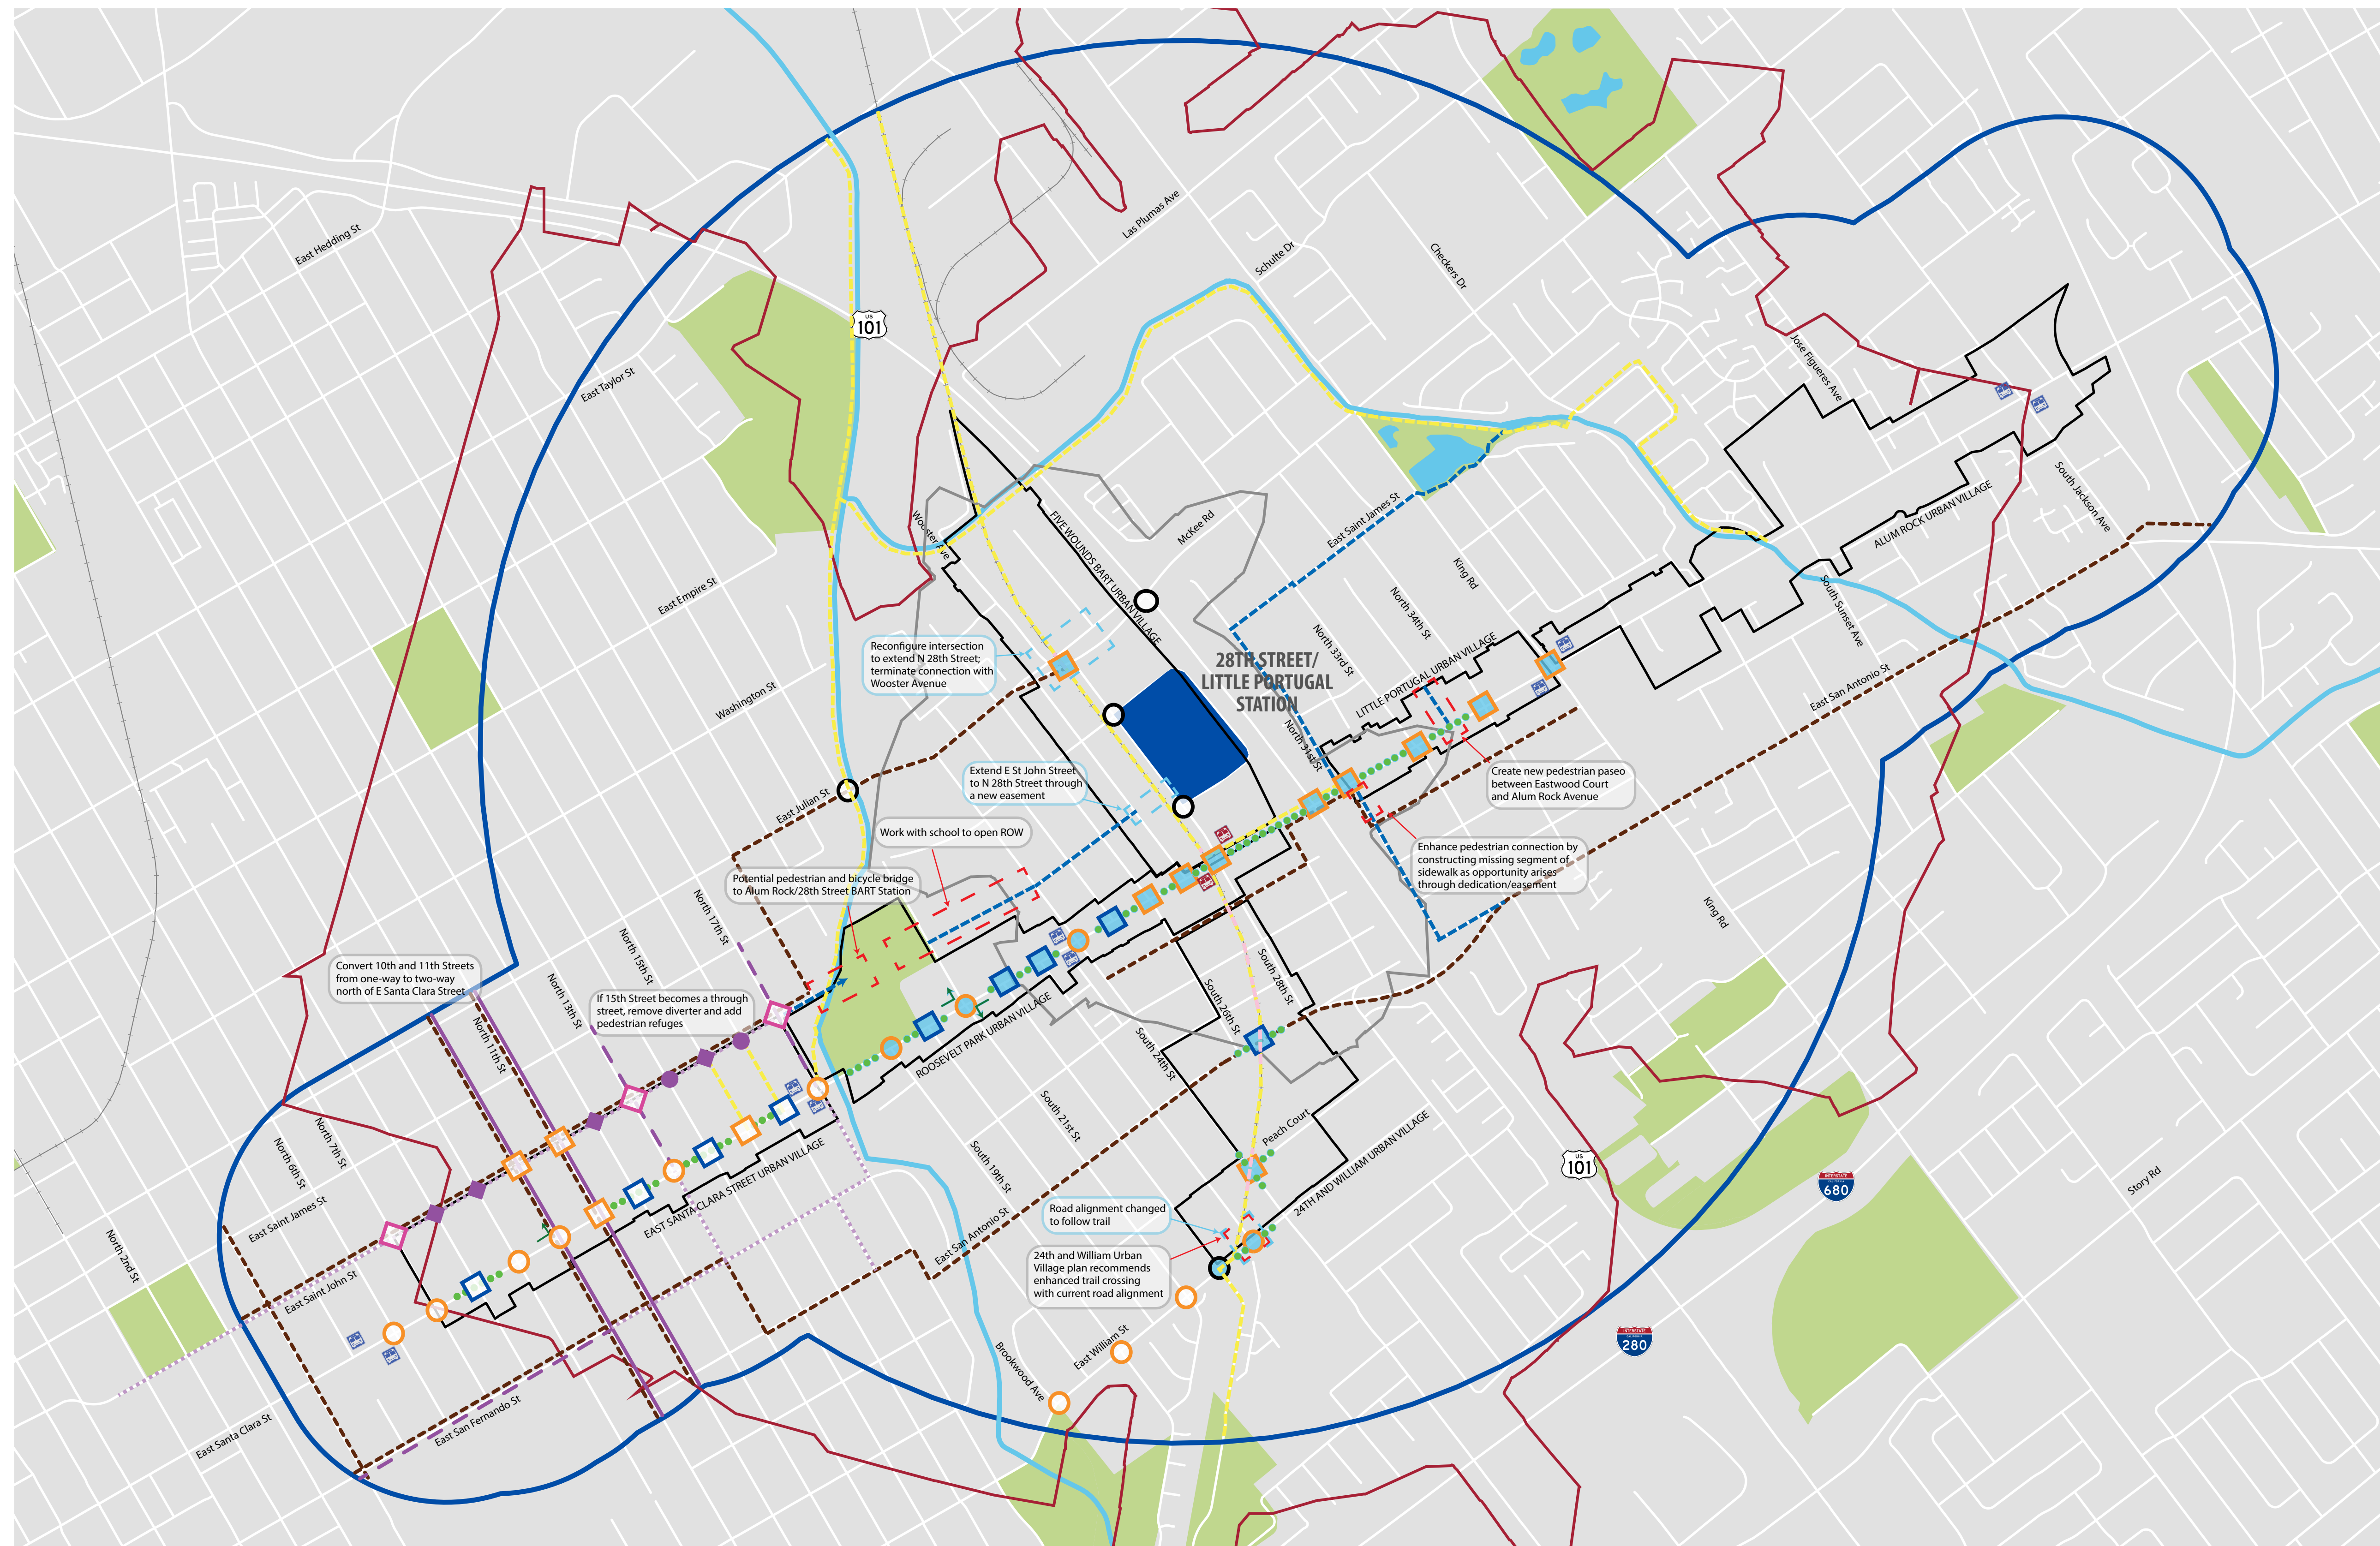 Las Plumas Ave
East Hedding St
Schulte Dr
Checkers Dr
US
101
Jose Figueres Ave
East Taylor St
South Jackson Ave
ALUM ROCK URBAN VILLAGE
Wooster Ave
FIVE WOUNDS BART URBAN VILLAGE
McKee Rd
East Saint James St
King Rd
East Empire St
North 34th St
South Sunset Ave
North 33rd St
Reconfigure intersection
to extend N 28th Street;
terminate connection with
Wooster Avenue
28TH STREET/
LITTLE PORTUGAL
STATION
LITTLE PORTUGAL URBAN VILLAGE
East San Antonio St
Washington St
North 31st St
Extend E St John Street
to N 28th Street through
a new easement
Create new pedestrian paseo
between Eastwood Court
and Alum Rock Avenue
East Julian St
Work with school to open ROW
Enhance pedestrian connection by
constructing missing segment of
sidewalk as opportunity arises
through dedication/easement
Potential pedestrian and bicycle bridge
to Alum Rock/28th Street BART Station
King Rd
North 17th St
North 15th St
Convert 10th and 11th Streets
from one-way to two-way
north of E Santa Clara Street
North 13th St
If 15th Street becomes a through
street, remove diverter and add
pedestrian refuges
South 28th St
South 26th St
North 11th St
ROOSEVELT PARK URBAN VILLAGE
South 24th St
South 21st St
Peach Court
North 7th St
North 6th St
EAST SANTA CLARA STREET URBAN VILLAGE
South 19th St
24TH AND WILLIAM URBAN VILLAGE
US
101
INTERSTATE
CALIFORNIA
680
Story Rd
East Saint James St
North 2nd St
East San Antonio St
Road alignment changed
to follow trail
24th and William Urban
Village plan recommends
enhanced trail crossing
with current road alignment
East Saint John St
INTERSTATE
CALIFORNIA
280
East William St
Brookwood Ave
East San Fernando St
East Santa Clara St